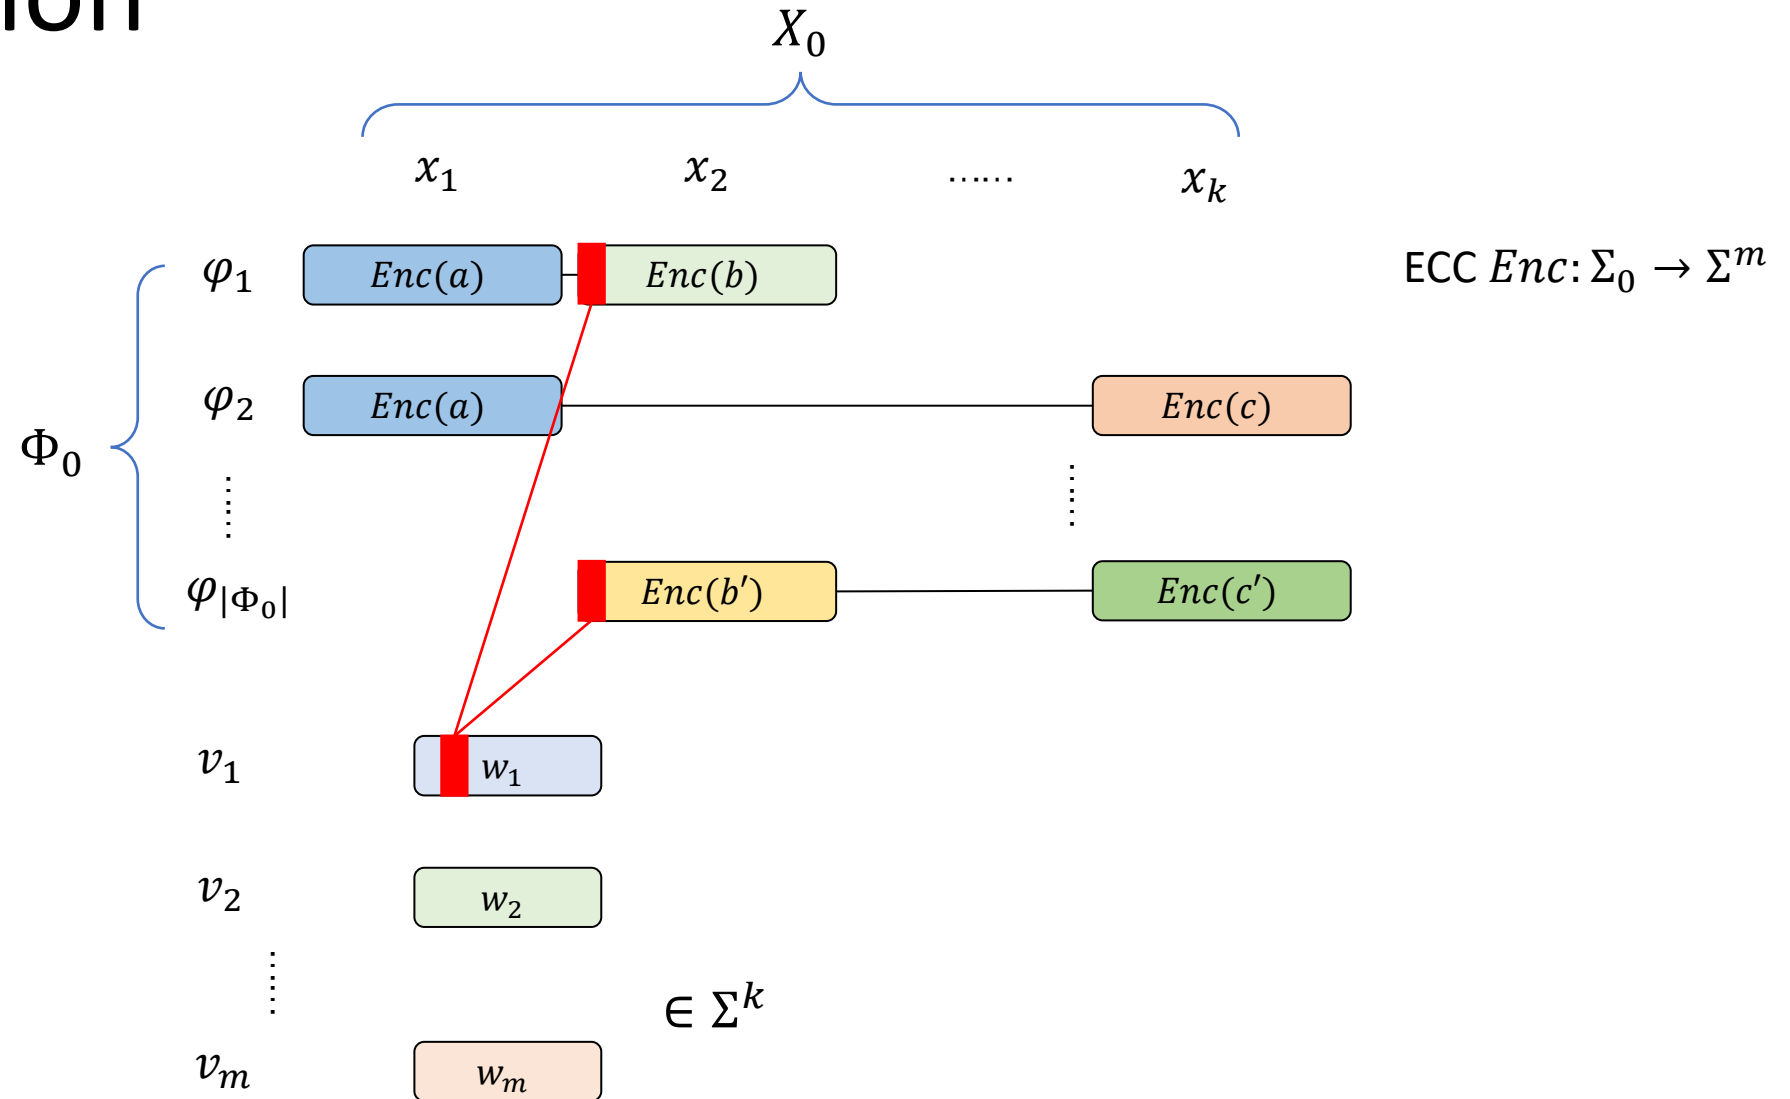 X₀
x₁ x₂ …… xₖ
φ₁ Enc(a) Enc(b) ECC Enc: Σ₀ → Σᵐ
φ₂ Enc(a) Enc(c)
Φ₀
φ|Φ₀| Enc(b′) Enc(c′)
v₁ w₁
v₂ w₂
∈ Σᵏ
vₘ wₘ